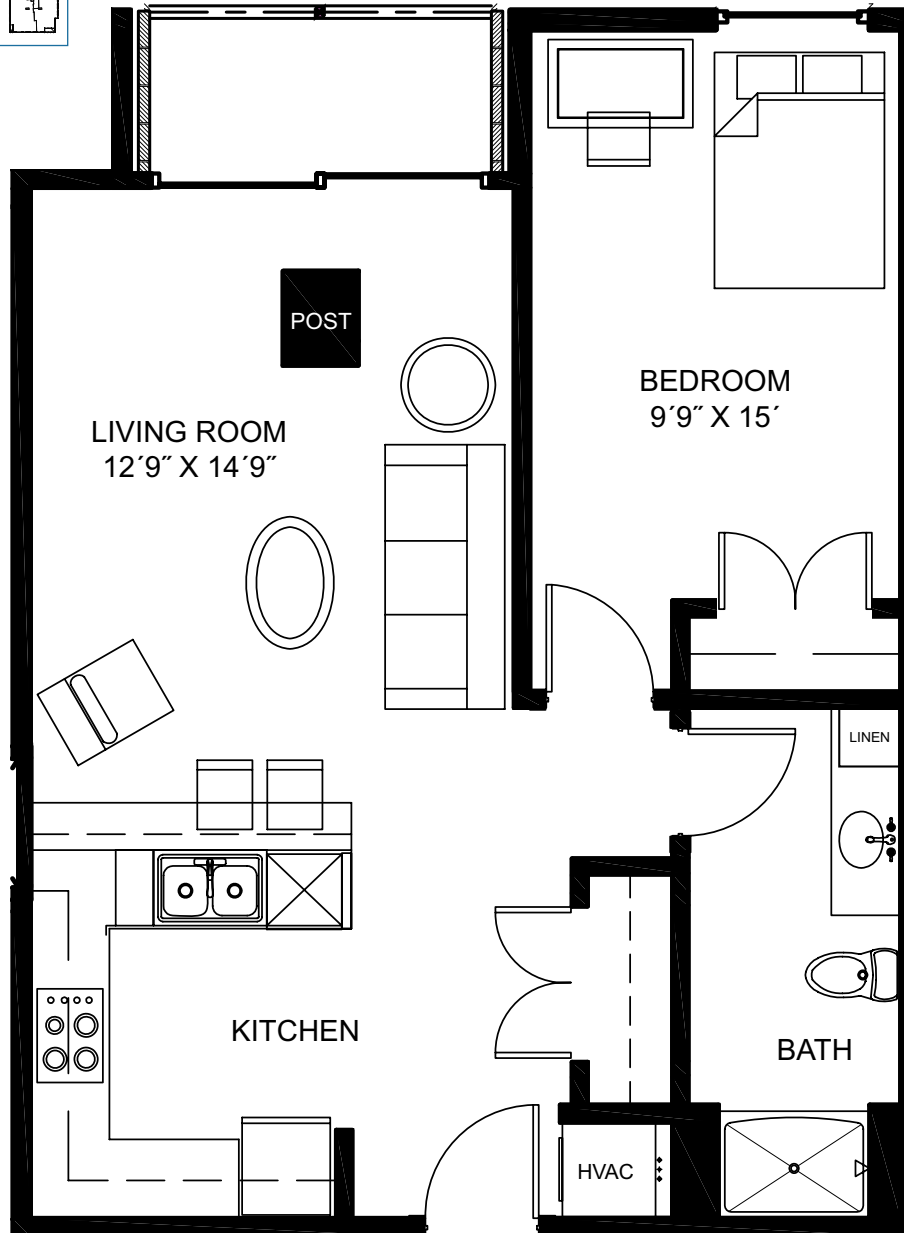 POST
BEDROOM
9´9˝ X 15´
LIVING ROOM
12´9˝ X 14´9˝
LINEN
KITCHEN
BATH
HVAC